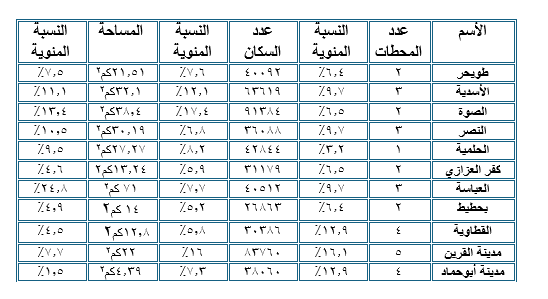 الأسم عدد المحطات النسبة المنوية عدد السكان النسبة المنوية المساحة النسبة المنوية
طويحر ٢ ٦,٤٪ ٤٠٠٩٢ ٧,٦٪ ٢١,٥١كم٢ ٧,٥٪
الأسدية ٣ ٩,٧٪ ٦٣٦١٩ ١٢,١٪ ٣٢,١كم٢ ١١,١٪
الصوة ٢ ٦,٥٪ ٩١٣٨٤ ١٧,٤٪ ٣٨,٤كم٢ ١٣,٤٪
النصر ٣ ٩,٧٪ ٣٦٠٨٨ ٦,٨٪ ٣٠,١٩كم٢ ١٠,٥٪
الحلمية ١ ٣,٢٪ ٤٢٨٤٤ ٨,٢٪ ٢٧,٢٧كم٢ ٩,٥٪
كفر العزازي ٢ ٦,٥٪ ٣١١٧٩ ٥,٩٪ ١٣,٢٤كم٢ ٤,٦٪
العياسة ٣ ٩,٧٪ ٤٠٥١٢ ٧,٧٪ ٧١ كم٢ ٢٤,٨٪
بحطيط ٢ ٦,٤٪ ٢٦٨٦٣ ٥,٢٪ ١٤ كم٢ ٤,٩٪
القطاوية ٤ ١٢,٩٪ ٣٠٣٨٦ ٥,٨٪ ١٢,٨كم٢ ٤,٥٪
مدينة القرين ٥ ١٦,١٪ ٨٣٧٦٠ ١٦٪ ٢٢كم٢ ٧,٧٪
مدينة أبوحماد ٤ ١٢,٩٪ ٣٨٠٦٠ ٧,٣٪ ٤,٣٩كم٢ ١,٥٪